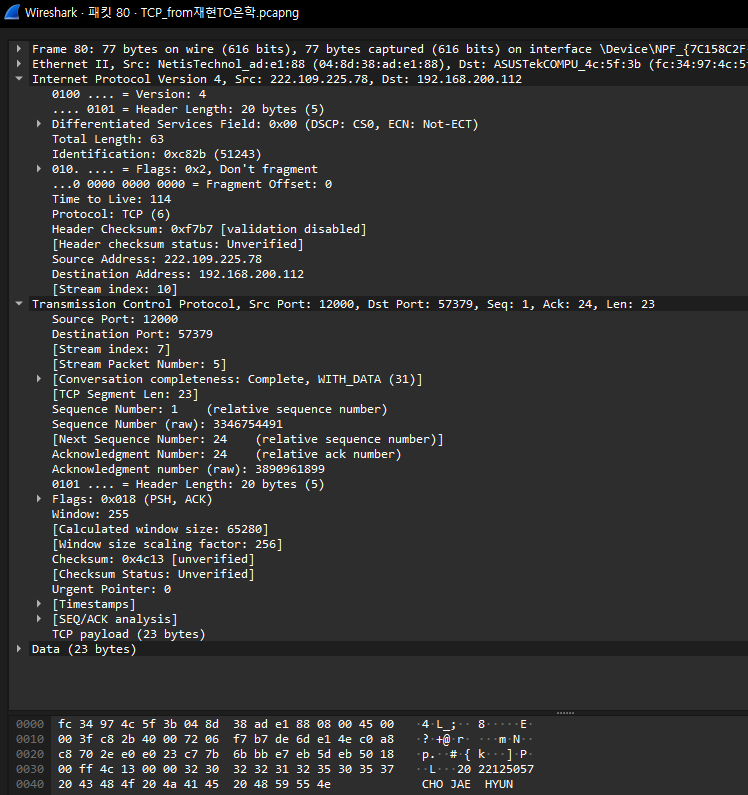 Wireshark · 패킷 80 · TCP_from재현TO은학.pcapng
Frame 80: 77 bytes on wire (616 bits), 77 bytes captured (616 bits) on interface \Device\NPF_{7C158C2F
Ethernet II, Src: NetisTechnol_ad:e1:88 (04:8d:38:ad:e1:88), Dst: ASUSTekCOMPU_4c:5f:3b (fc:34:97:4c:5f
Internet Protocol Version 4, Src: 222.109.225.78, Dst: 192.168.200.112
0100 .... = Version: 4
.... 0101 = Header Length: 20 bytes (5)
Differentiated Services Field: 0x00 (DSCP: CS0, ECN: Not-ECT)
Total Length: 63
Identification: 0xc82b (51243)
010. .... = Flags: 0x2, Don't fragment
...0 0000 0000 0000 = Fragment Offset: 0
Time to Live: 114
Protocol: TCP (6)
Header Checksum: 0xf7b7 [validation disabled]
[Header checksum status: Unverified]
Source Address: 222.109.225.78
Destination Address: 192.168.200.112
[Stream index: 10]
Transmission Control Protocol, Src Port: 12000, Dst Port: 57379, Seq: 1, Ack: 24, Len: 23
Source Port: 12000
Destination Port: 57379
[Stream index: 7]
[Stream Packet Number: 5]
[Conversation completeness: Complete, WITH_DATA (31)]
[TCP Segment Len: 23]
Sequence Number: 1    (relative sequence number)
Sequence Number (raw): 3346754491
[Next Sequence Number: 24    (relative sequence number)]
Acknowledgment Number: 24    (relative ack number)
Acknowledgment number (raw): 3890961899
0101 .... = Header Length: 20 bytes (5)
Flags: 0x018 (PSH, ACK)
Window: 255
[Calculated window size: 65280]
[Window size scaling factor: 256]
Checksum: 0x4c13 [unverified]
[Checksum Status: Unverified]
Urgent Pointer: 0
[Timestamps]
[SEQ/ACK analysis]
TCP payload (23 bytes)
Data (23 bytes)
0000 fc 34 97 4c 5f 3b 04 8d 38 ad e1 88 08 00 45 00 ·4·L_;·· 8·····E·
0010 00 3f c8 2b 40 00 72 06 f7 b7 de 6d e1 4e c0 a8 ·?·+@·r· ···m·N··
0020 c8 70 2e e0 e0 23 c7 7b 6b bb e7 eb 5d eb 50 18 ·p.··#·{ k···]·P·
0030 00 ff 4c 13 00 00 32 30 32 32 31 32 35 30 35 37 ··L···20 22125057
0040 20 43 48 4f 20 4a 41 45 20 48 59 55 4e CHO JAE HYUN